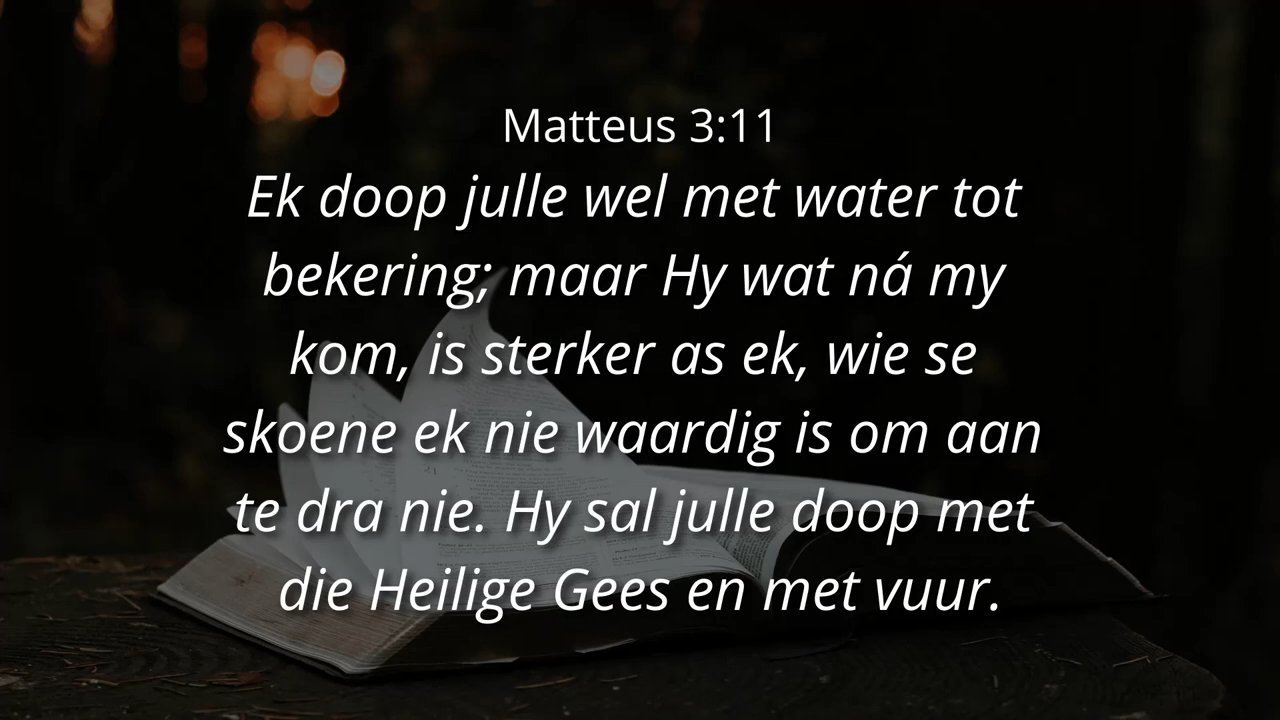 Matteus 3:11
Ek doop julle wel met water tot
bekering; maar Hy wat ná my
kom, is sterker as ek, wie se
skoene ek nie waardig is om aan
te dra nie. Hy sal julle doop met
die Heilige Gees en met vuur.